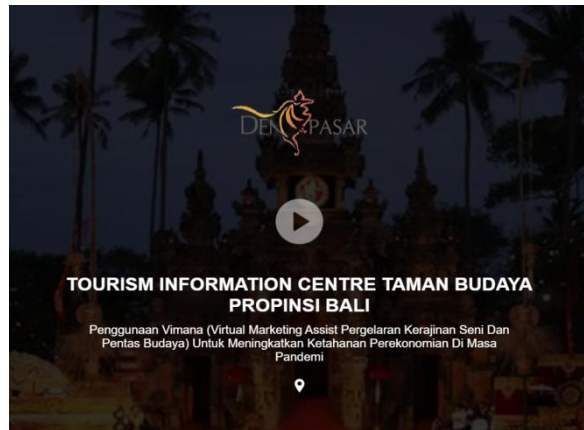 DENPASAR
TOURISM INFORMATION CENTRE TAMAN BUDAYA
PROPINSI BALI
Penggunaan Vimana (Virtual Marketing Assist Pergelaran Kerajinan Seni Dan
Pentas Budaya) Untuk Meningkatkan Ketahanan Perekonomian Di Masa
Pandemi